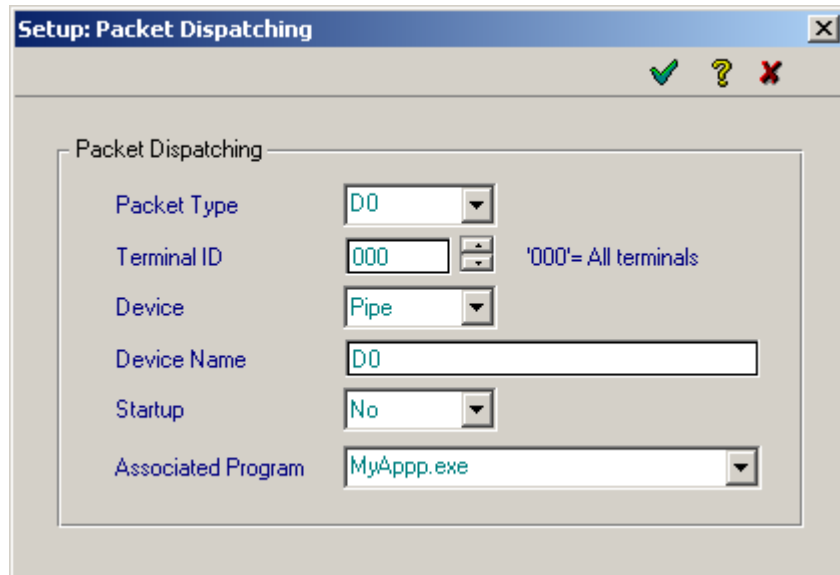 Setup: Packet Dispatching
Packet Dispatching
Packet Type D0
Terminal ID 000 '000'= All terminals
Device Pipe
Device Name D0
Startup No
Associated Program MyAppp.exe